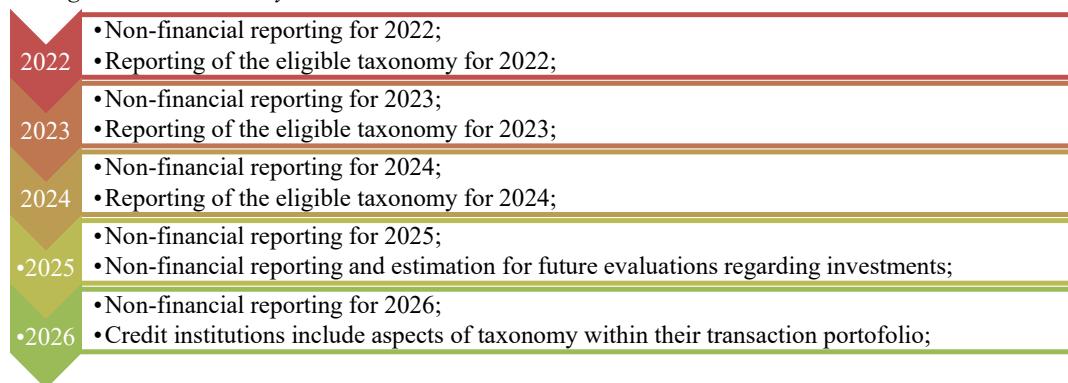 •Non-financial reporting for 2022;
2022
•Reporting of the eligible taxonomy for 2022;
•Non-financial reporting for 2023;
2023
•Reporting of the eligible taxonomy for 2023;
•Non-financial reporting for 2024;
2024
•Reporting of the eligible taxonomy for 2024;
•Non-financial reporting for 2025;
•2025
•Non-financial reporting and estimation for future evaluations regarding investments;
•Non-financial reporting for 2026;
•2026
•Credit institutions include aspects of taxonomy within their transaction portofolio;